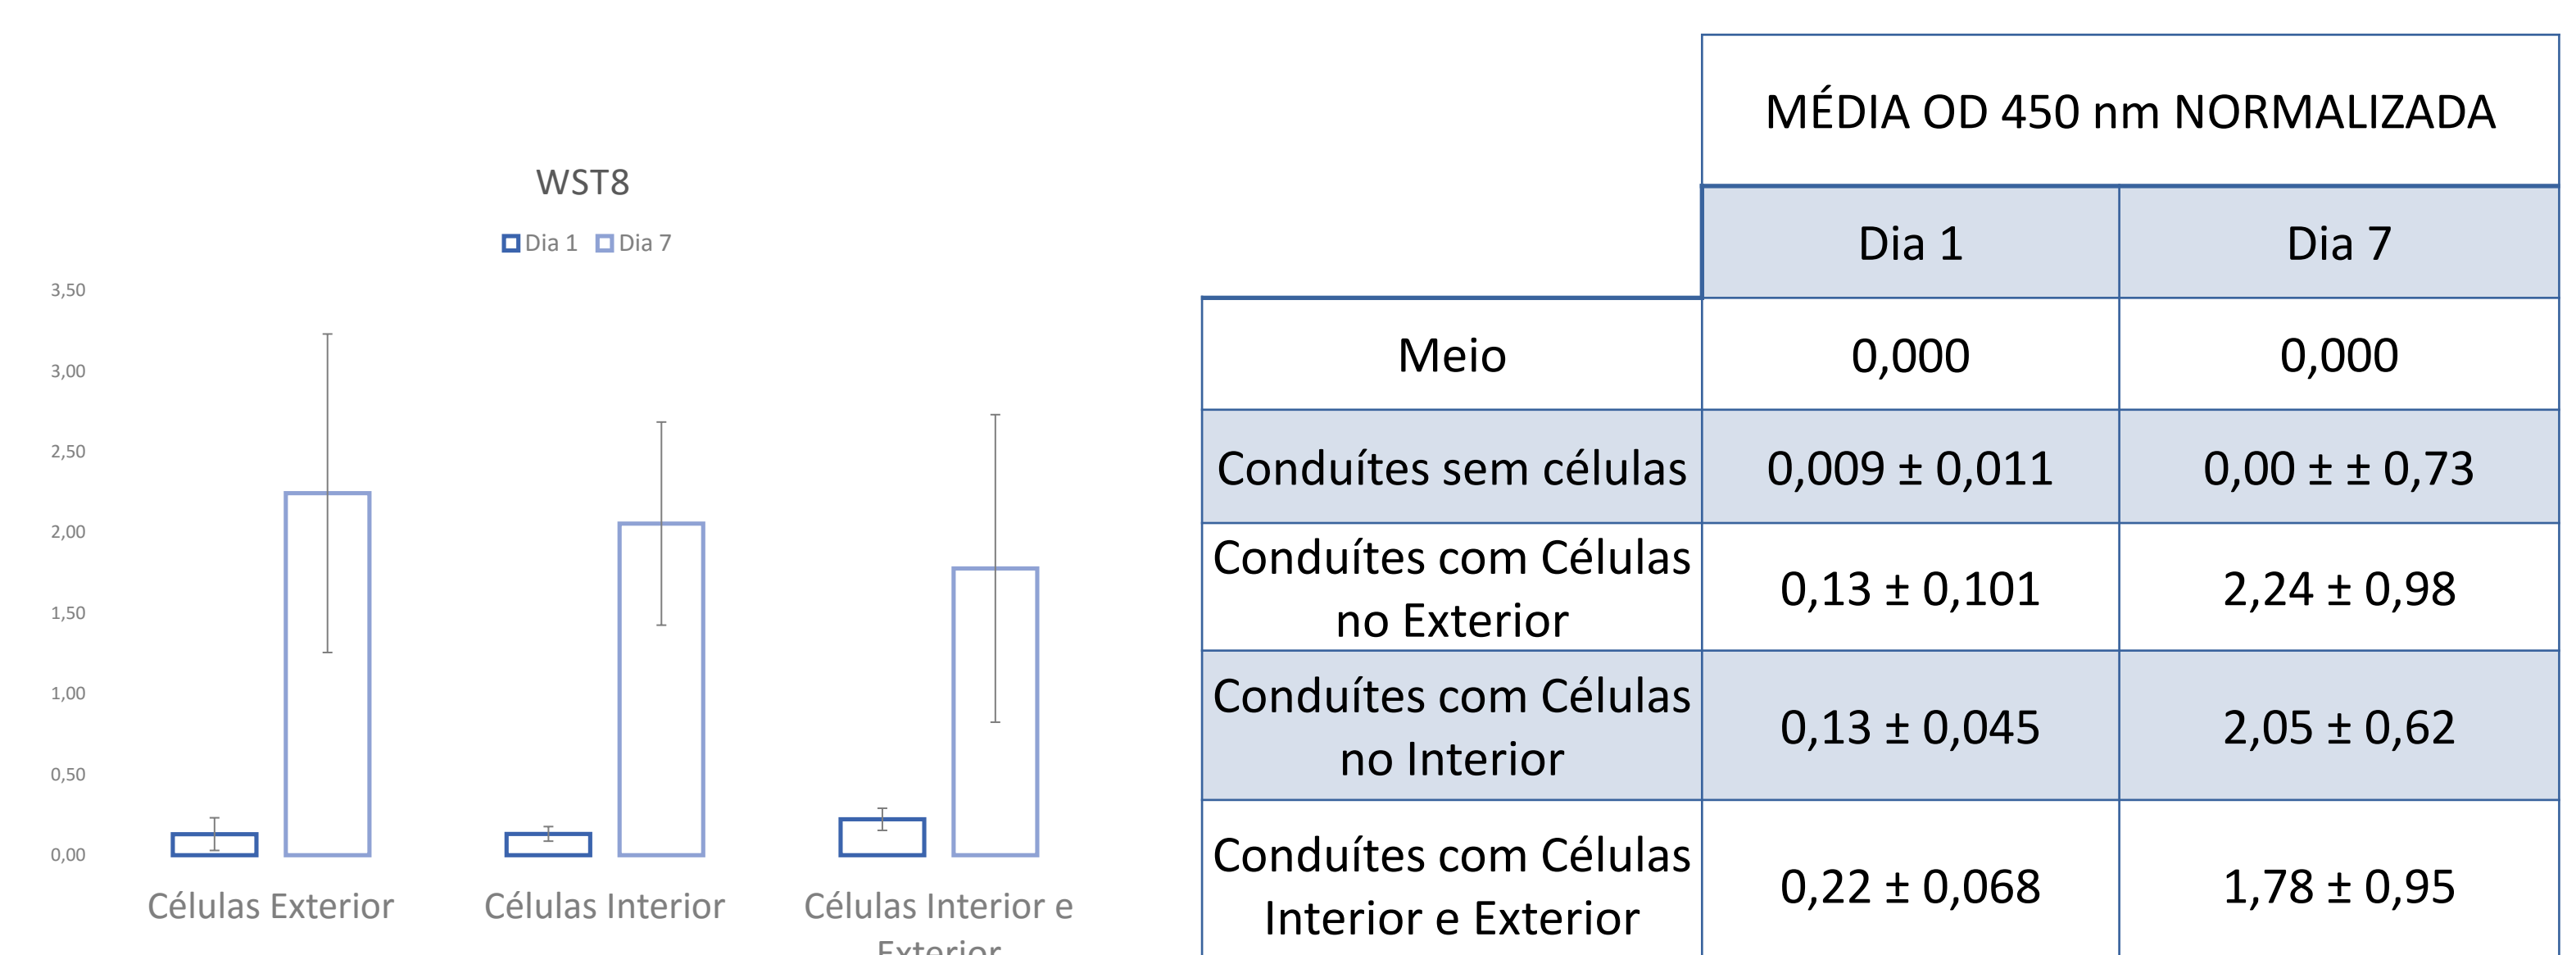 WST8
Dia 1 Dia 7
3,50
3,00
2,50
2,00
1,50
1,00
0,50
0,00
Células Exterior Células Interior Células Interior e
Exterior
MÉDIA OD 450 nm NORMALIZADA
Dia 1 Dia 7
Meio 0,000 0,000
Conduítes sem células 0,009 ± 0,011 0,00 ± ± 0,73
Conduítes com Células
no Exterior
0,13 ± 0,101 2,24 ± 0,98
Conduítes com Células
no Interior
0,13 ± 0,045 2,05 ± 0,62
Conduítes com Células
Interior e Exterior
0,22 ± 0,068 1,78 ± 0,95